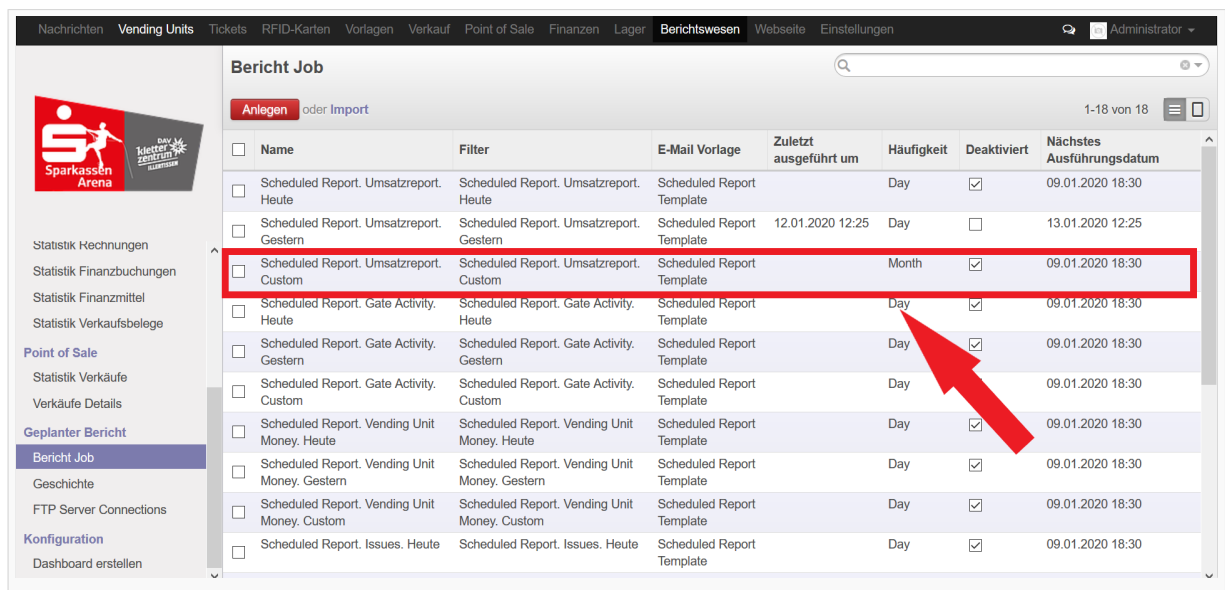 Nachrichten Vending Units Tickets RFID-Karten Vorlagen Verkauf Point of Sale Finanzen Lager Berichtswesen Webseite Einstellungen Administrator
Sparkassen
Arena
DAV
kletter
zentrum
ILLERTISSEN
Statistik Rechnungen
Statistik Finanzbuchungen
Statistik Finanzmittel
Statistik Verkaufsbelege
Point of Sale
Statistik Verkäufe
Verkäufe Details
Geplanter Bericht
Bericht Job
Geschichte
FTP Server Connections
Konfiguration
Dashboard erstellen
Bericht Job
Anlegen oder Import 1-18 von 18
Name Filter E-Mail Vorlage Zuletzt ausgeführt um Häufigkeit Deaktiviert Nächstes Ausführungsdatum
Scheduled Report. Umsatzreport. Scheduled Report. Umsatzreport. Scheduled Report Day 09.01.2020 18:30
Heute Heute Template
Scheduled Report. Umsatzreport. Scheduled Report. Umsatzreport. Scheduled Report 12.01.2020 12:25 Day 13.01.2020 12:25
Gestern Gestern Template
Scheduled Report. Umsatzreport. Scheduled Report. Umsatzreport. Scheduled Report Month 09.01.2020 18:30
Custom Custom Template
Scheduled Report. Gate Activity. Scheduled Report. Gate Activity. Scheduled Report Day 09.01.2020 18:30
Heute Heute Template
Scheduled Report. Gate Activity. Scheduled Report. Gate Activity. Scheduled Report Day 09.01.2020 18:30
Gestern Gestern Template
Scheduled Report. Gate Activity. Scheduled Report. Gate Activity. Scheduled Report Day 09.01.2020 18:30
Custom Custom Template
Scheduled Report. Vending Unit Scheduled Report. Vending Unit Scheduled Report Day 09.01.2020 18:30
Money. Heute Money. Heute Template
Scheduled Report. Vending Unit Scheduled Report. Vending Unit Scheduled Report Day 09.01.2020 18:30
Money. Gestern Money. Gestern Template
Scheduled Report. Vending Unit Scheduled Report. Vending Unit Scheduled Report Day 09.01.2020 18:30
Money. Custom Money. Custom Template
Scheduled Report. Issues. Heute Scheduled Report. Issues. Heute Scheduled Report Day 09.01.2020 18:30
Template